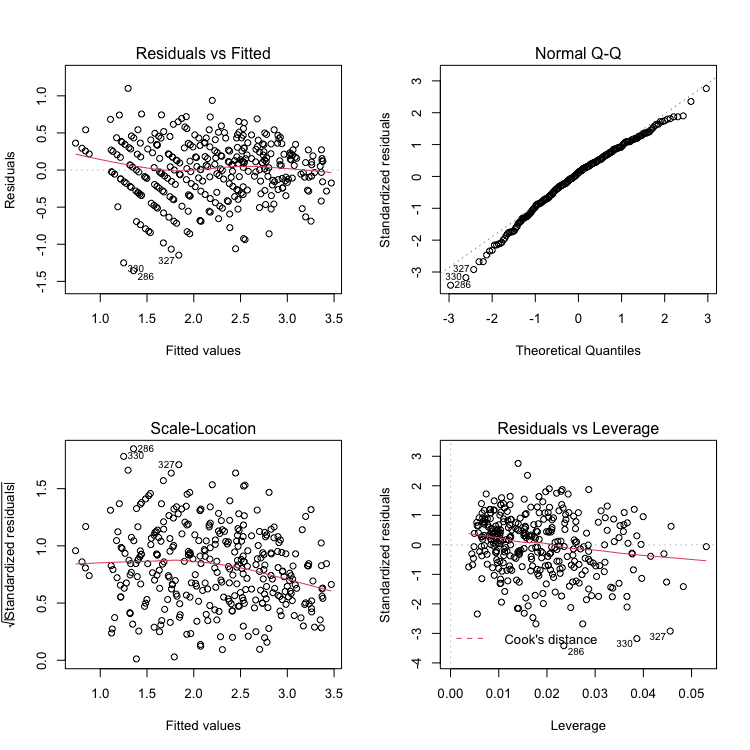 Residuals vs Fitted
Residuals
-1.5 -1.0 -0.5 0.0 0.5 1.0
327
330
286
1.0 1.5 2.0 2.5 3.0 3.5
Fitted values
Normal Q-Q
Standardized residuals
-3 -2 -1 0 1 2 3
327
330
286
-3 -2 -1 0 1 2 3
Theoretical Quantiles
Scale-Location
√|Standardized residuals|
0.0 0.5 1.0 1.5
286
330
327
1.0 1.5 2.0 2.5 3.0 3.5
Fitted values
Residuals vs Leverage
Standardized residuals
-4 -3 -2 -1 0 1 2 3
Cook's distance
327
330
286
0.00 0.01 0.02 0.03 0.04 0.05
Leverage